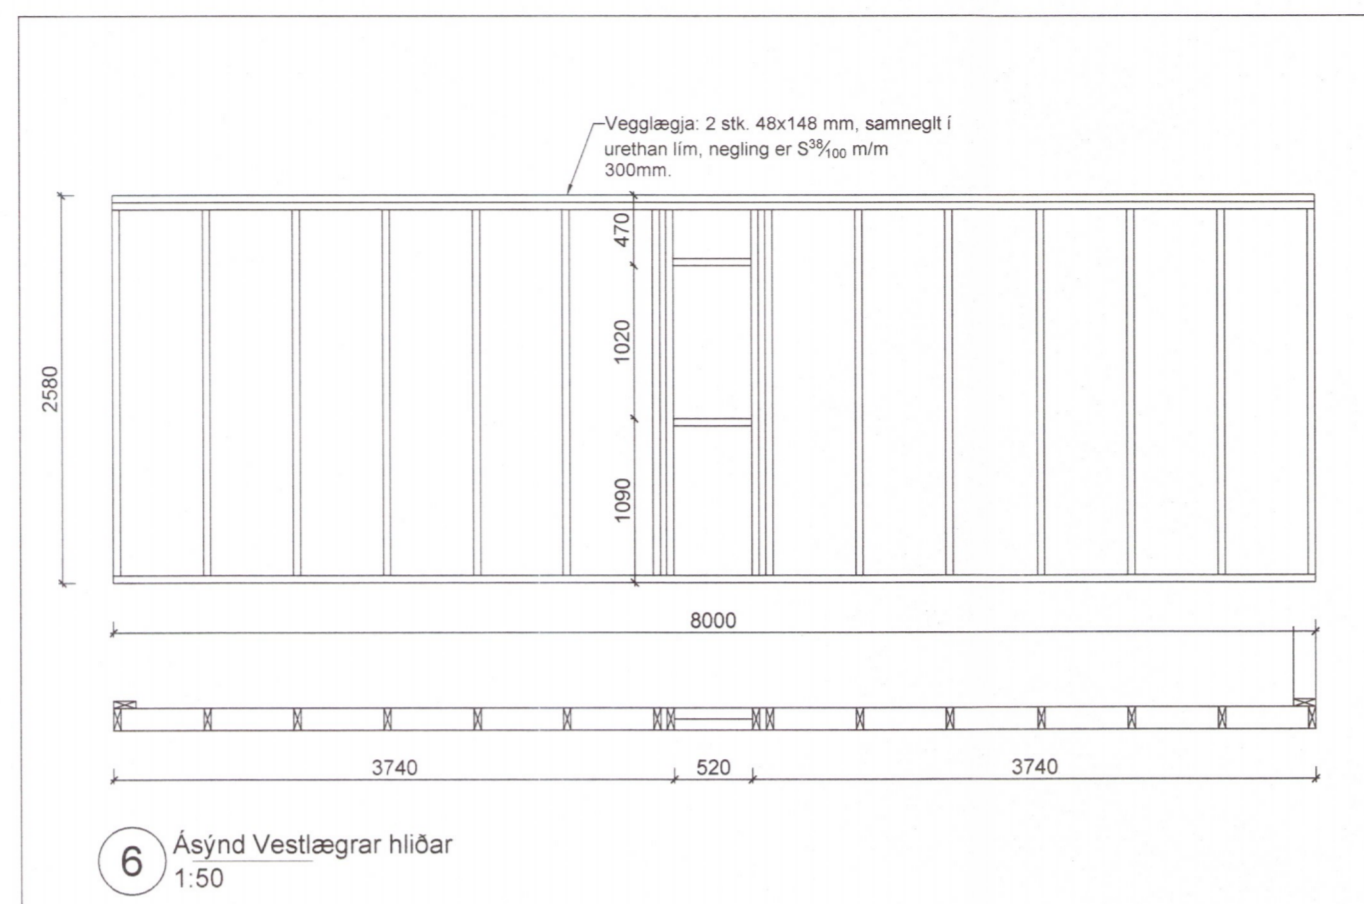 Vegglægja: 2 stk. 48x148 mm, samneglt í
urethan lím, negling er S38⁄100 m/m
300mm.
470
1020
2580
1090
8000
3740
520
3740
6
Ásýnd Vestlægrar hliðar
1:50